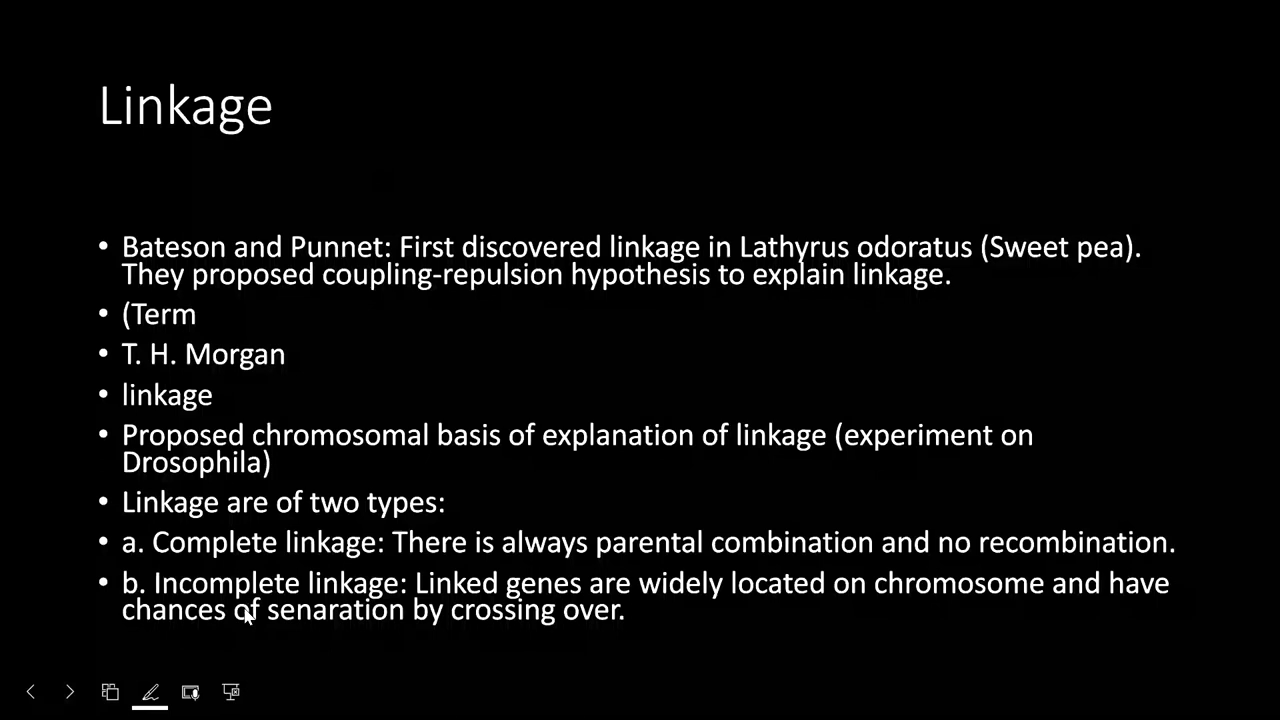 Linkage
• Bateson and Punnet: First discovered linkage in Lathyrus odoratus (Sweet pea).
They proposed coupling-repulsion hypothesis to explain linkage.
• (Term
• T. H. Morgan
• linkage
• Proposed chromosomal basis of explanation of linkage (experiment on
Drosophila)
• Linkage are of two types:
• a. Complete linkage: There is always parental combination and no recombination.
• b. Incomplete linkage: Linked genes are widely located on chromosome and have
chances of senaration by crossing over.